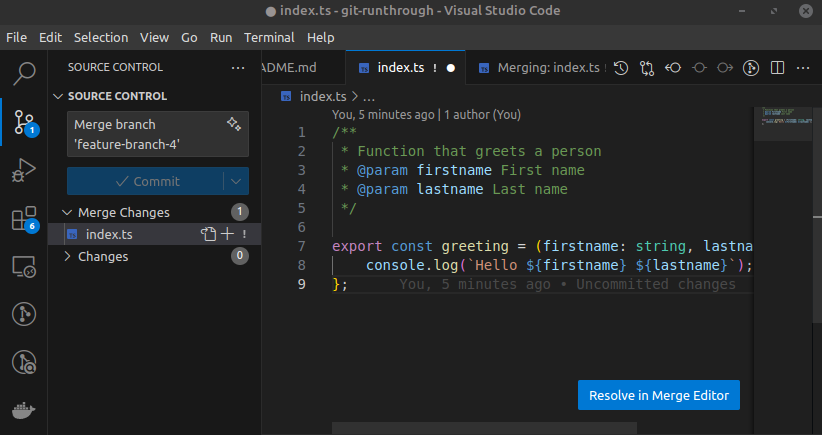 ● index.ts - git-runthrough - Visual Studio Code
File Edit Selection View Go Run Terminal Help
SOURCE CONTROL ···
SOURCE CONTROL
Merge branch
'feature-branch-4'
Commit
Merge Changes 1
index.ts !
Changes 0
1
6
ADME.md
TS index.ts ! ●
TS Merging: index.ts !
TS index.ts > ...
You, 5 minutes ago | 1 author (You)
1 /**
2 * Function that greets a person
3 * @param firstname First name
4 * @param lastname Last name
5 */
6
7 export const greeting = (firstname: string, lastna
8 console.log(`Hello ${firstname} ${lastname}`);
9 }; You, 5 minutes ago • Uncommitted changes
Resolve in Merge Editor